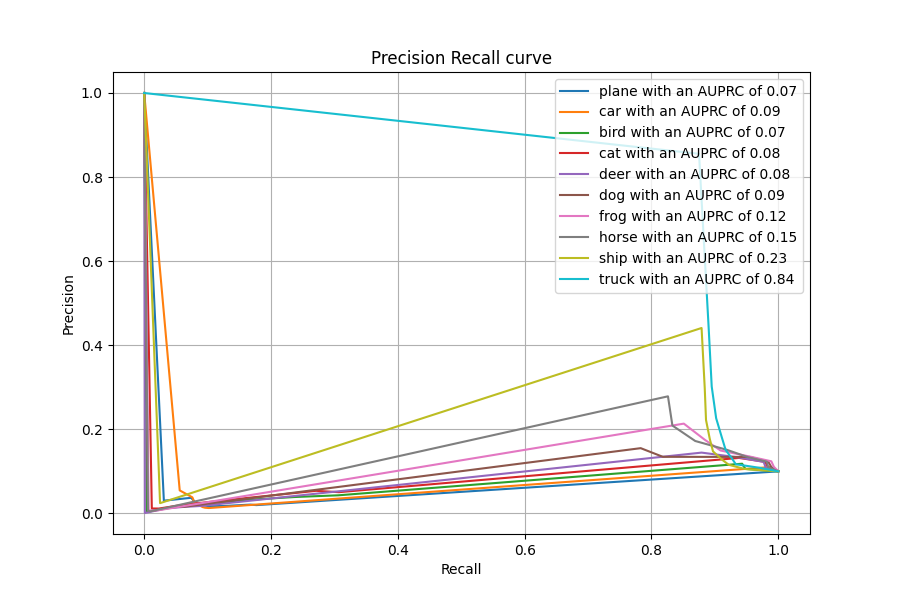 Precision Recall curve
plane with an AUPRC of 0.07
car with an AUPRC of 0.09
bird with an AUPRC of 0.07
cat with an AUPRC of 0.08
deer with an AUPRC of 0.08
dog with an AUPRC of 0.09
frog with an AUPRC of 0.12
horse with an AUPRC of 0.15
ship with an AUPRC of 0.23
truck with an AUPRC of 0.84
Precision
1.0
0.8
0.6
0.4
0.2
0.0
0.0 0.2 0.4 0.6 0.8 1.0
Recall